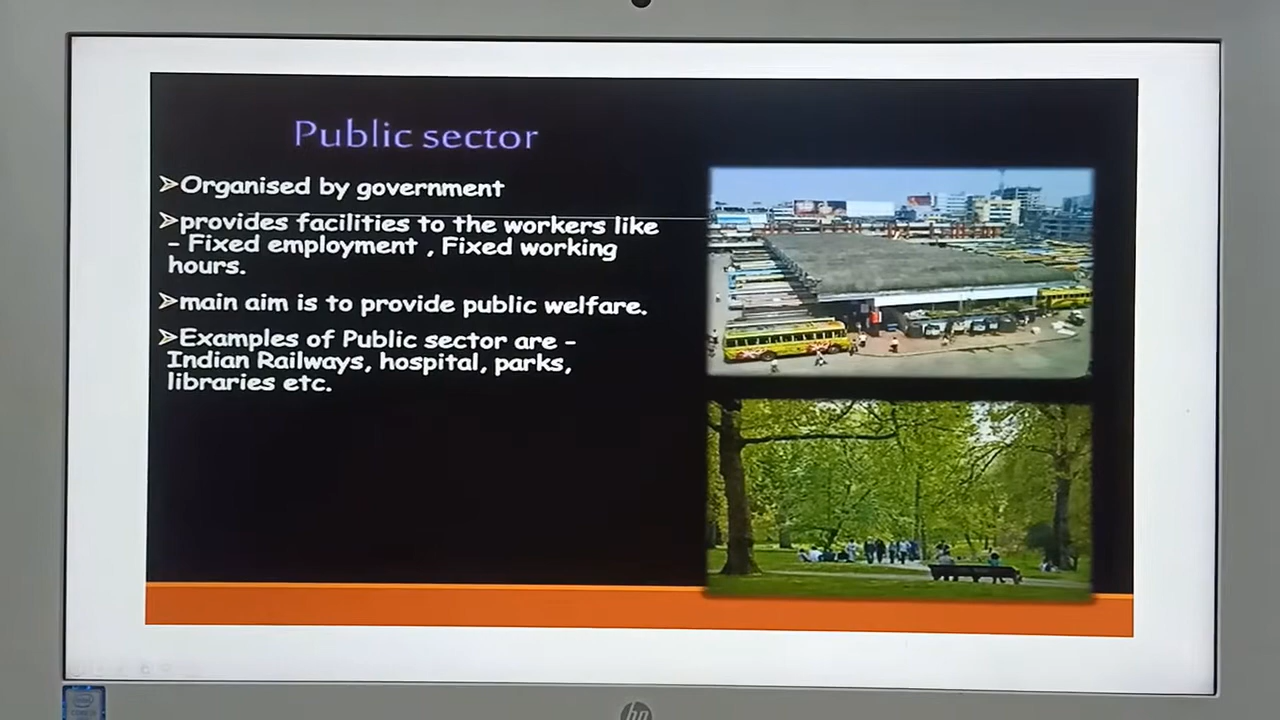 Public sector
➢Organised by government
➢provides facilities to the workers like
– Fixed employment , Fixed working
hours.
➢main aim is to provide public welfare.
➢Examples of Public sector are –
Indian Railways, hospital, parks,
libraries etc.
hp